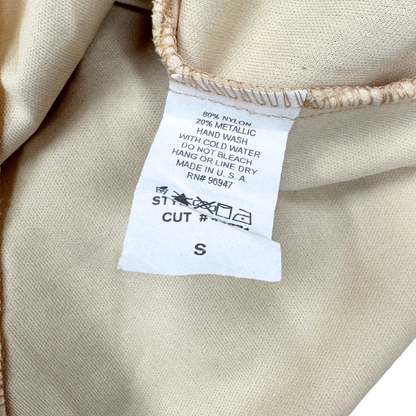 80% NYLON
20% METALLIC
HAND WASH
WITH COLD WATER
DO NOT BLEACH
HANG OR LINE DRY
MADE IN U. S. A.
RN# 96947
CUT #
S